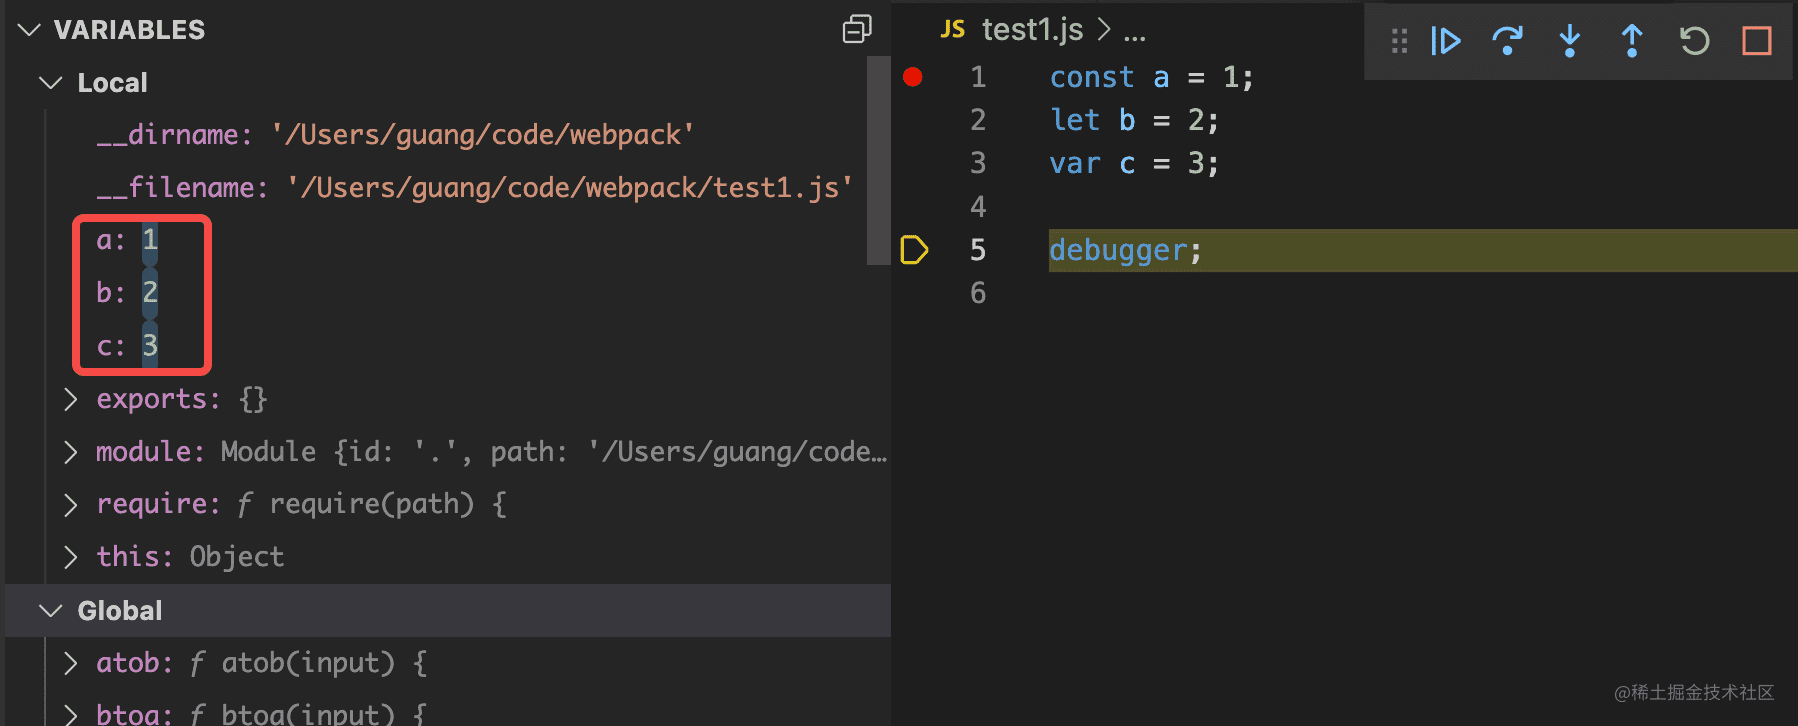 VARIABLES
Local
__dirname: '/Users/guang/code/webpack'
__filename: '/Users/guang/code/webpack/test1.js'
a: 1
b: 2
c: 3
exports: {}
module: Module {id: '.', path: '/Users/guang/code…
require: ƒ require(path) {
this: Object
Global
atob: ƒ atob(input) {
btoa: ƒ btoa(input) {
JS test1.js > ...
1 const a = 1;
2 let b = 2;
3 var c = 3;
4
5 debugger;
6
@稀土掘金技术社区